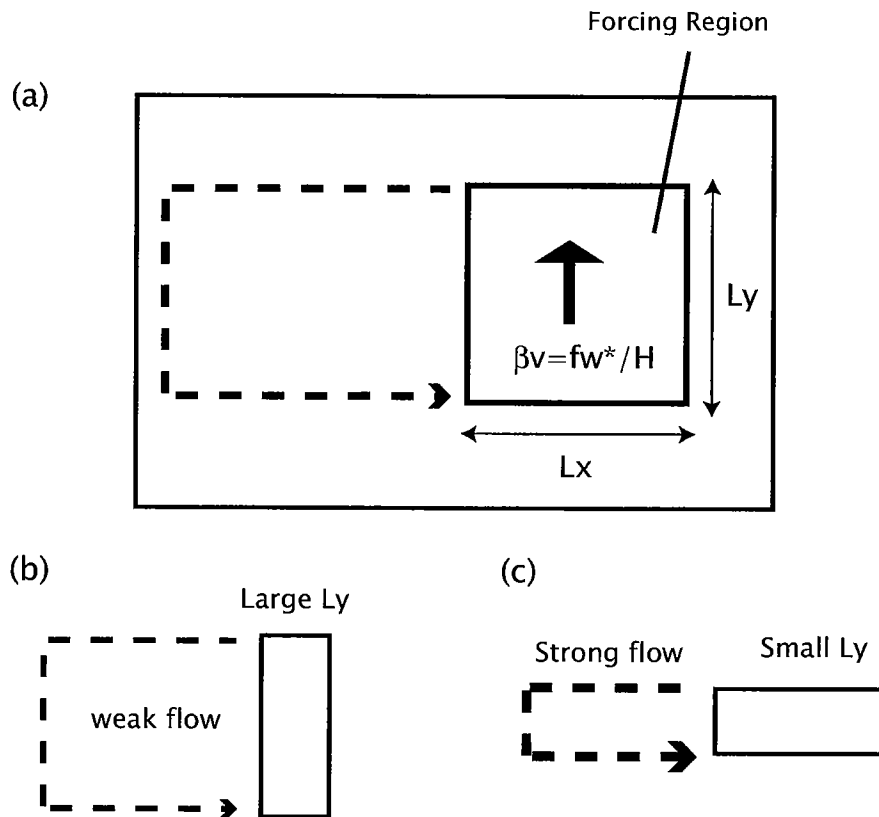 Forcing Region
(a)
Ly
βv=fw*/H
Lx
(b)
(c)
Large Ly
Strong flow
Small Ly
weak flow